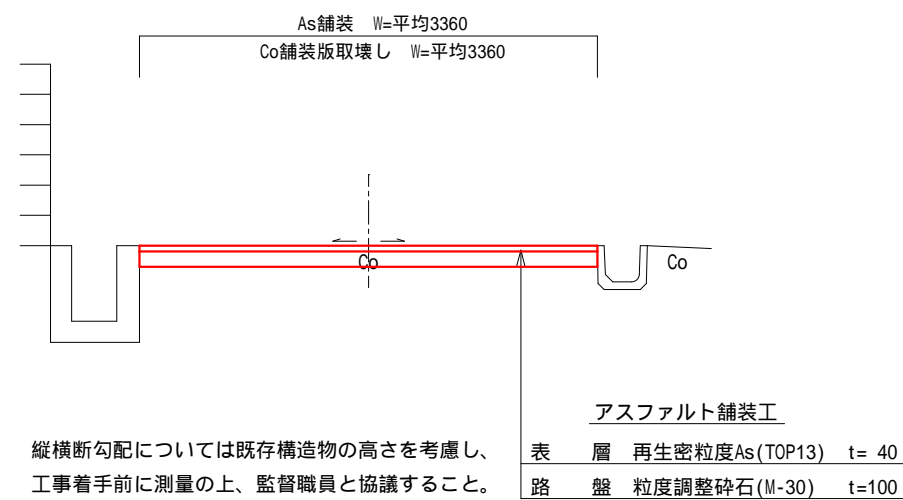 As舗装 W=平均3360
Co舗装版取壊し W=平均3360
Co
Co
アスファルト舗装工
表 層 再生密粒度As(TOP13) t= 40
路 盤 粒度調整砕石(M-30) t=100
縦横断勾配については既存構造物の高さを考慮し、
工事着手前に測量の上、監督職員と協議すること。